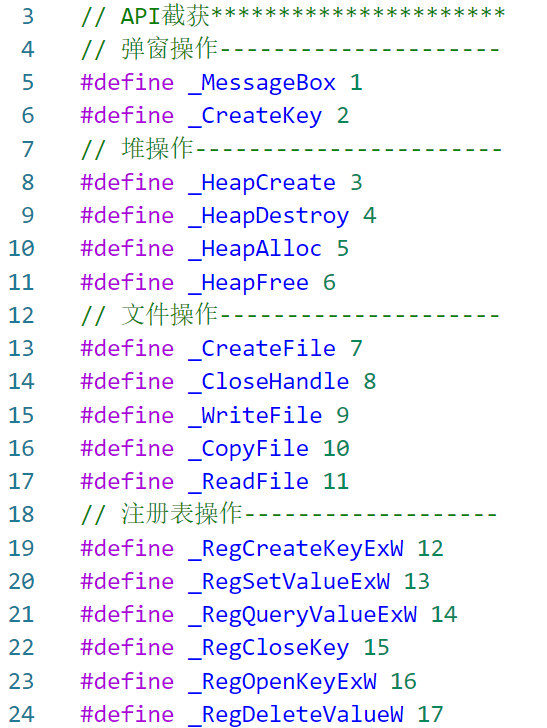 3 // API截获**********************
4 // 弹窗操作---------------------
5 #define _MessageBox 1
6 #define _CreateKey 2
7 // 堆操作-----------------------
8 #define _HeapCreate 3
9 #define _HeapDestroy 4
10 #define _HeapAlloc 5
11 #define _HeapFree 6
12 // 文件操作---------------------
13 #define _CreateFile 7
14 #define _CloseHandle 8
15 #define _WriteFile 9
16 #define _CopyFile 10
17 #define _ReadFile 11
18 // 注册表操作-------------------
19 #define _RegCreateKeyExW 12
20 #define _RegSetValueExW 13
21 #define _RegQueryValueExW 14
22 #define _RegCloseKey 15
23 #define _RegOpenKeyExW 16
24 #define _RegDeleteValueW 17